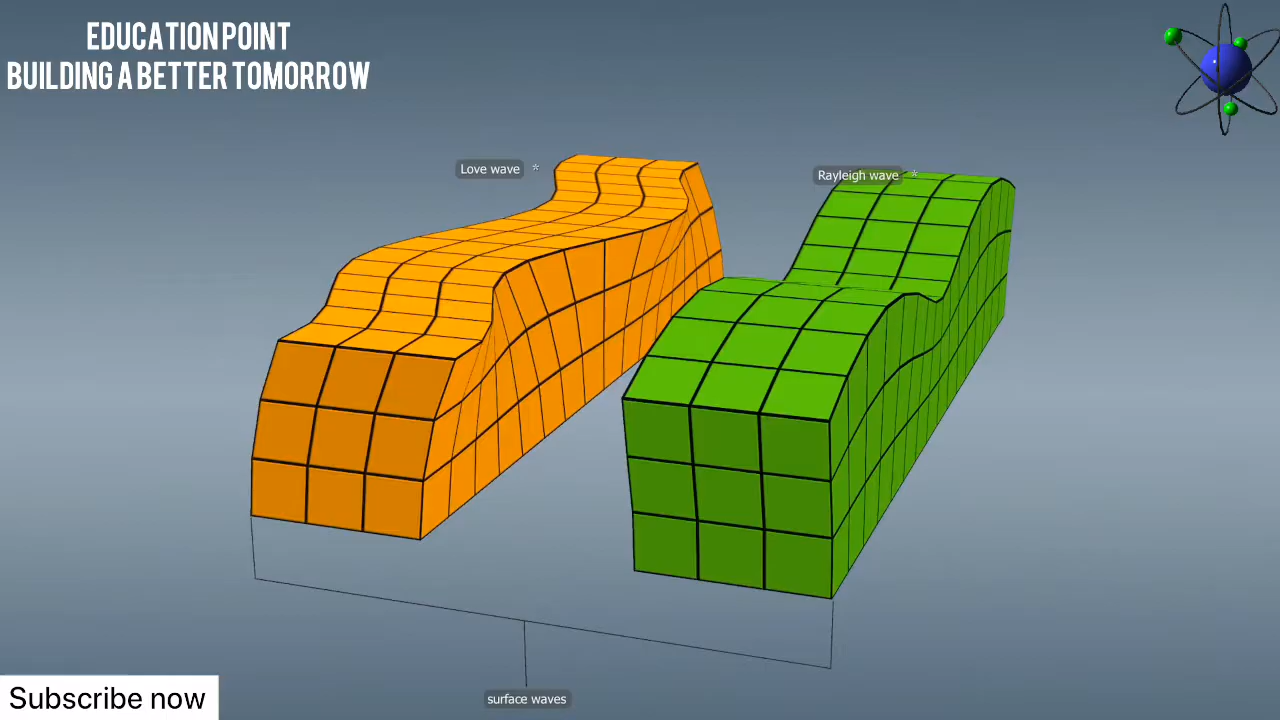 EDUCATION POINT
BUILDING A BETTER TOMORROW
Love wave *
Rayleigh wave *
surface waves
Subscribe now